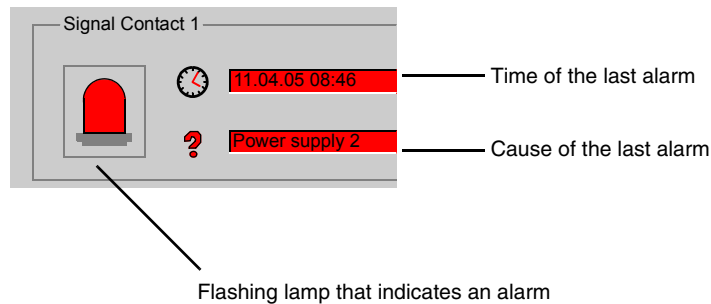 Signal Contact 1
11.04.05 08:46
Time of the last alarm
Power supply 2
Cause of the last alarm
Flashing lamp that indicates an alarm